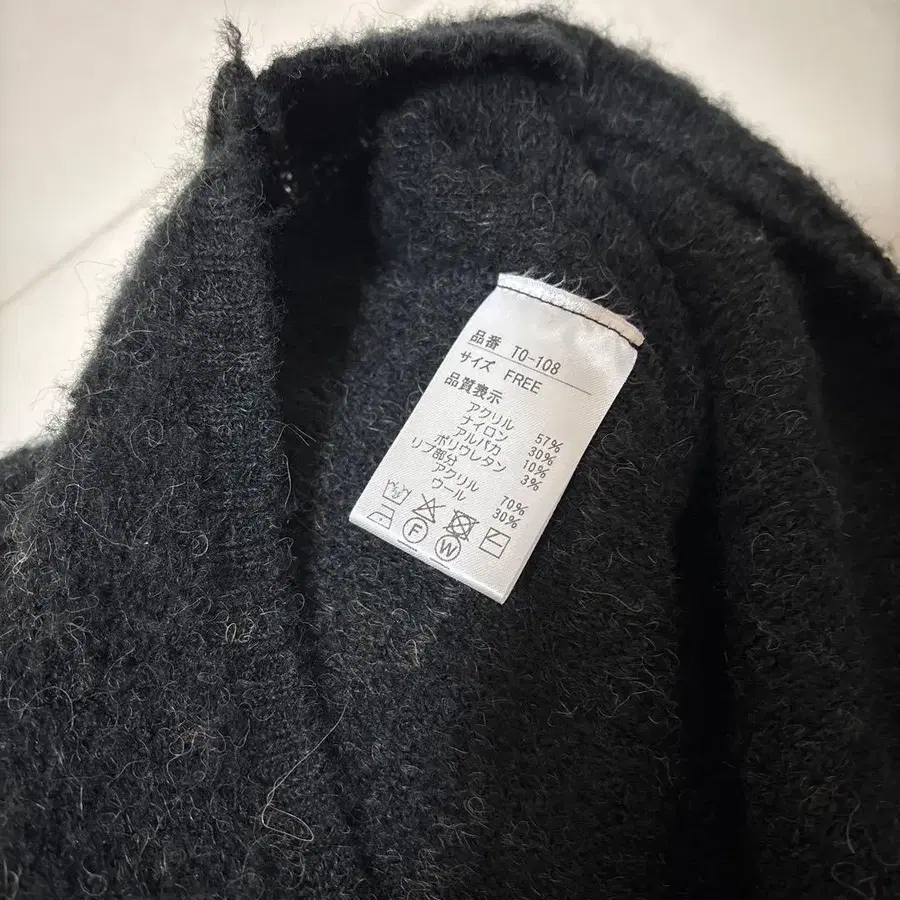 品番 TO-108
サイズ FREE
品質表示
アクリル 57%
ナイロン 30%
アルパカ 10%
ポリウレタン 3%
リブ部分
アクリル 70%
ウール 30%
F W